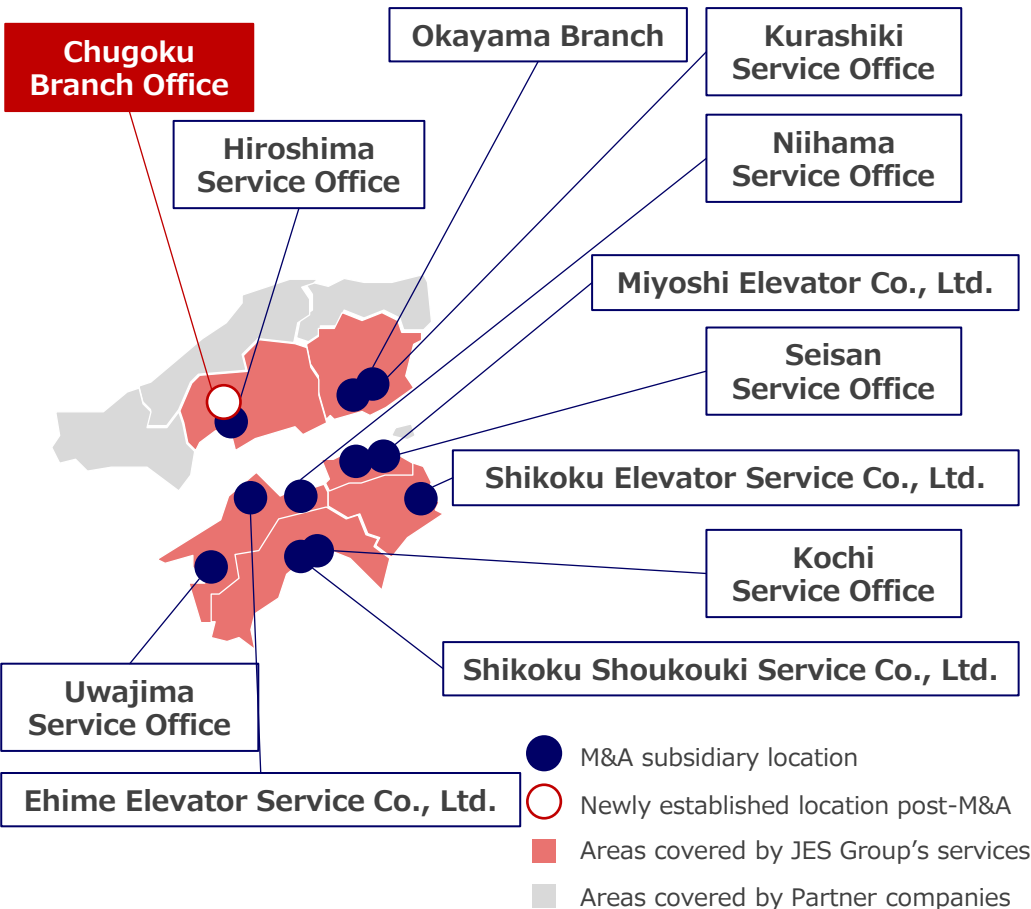 Chugoku
Branch Office
Okayama Branch
Kurashiki
Service Office
Hiroshima
Service Office
Niihama
Service Office
Miyoshi Elevator Co., Ltd.
Seisan
Service Office
Shikoku Elevator Service Co., Ltd.
Kochi
Service Office
Shikoku Shoukouki Service Co., Ltd.
Uwajima
Service Office
Ehime Elevator Service Co., Ltd.
M&A subsidiary location
Newly established location post-M&A
Areas covered by JES Group’s services
Areas covered by Partner companies